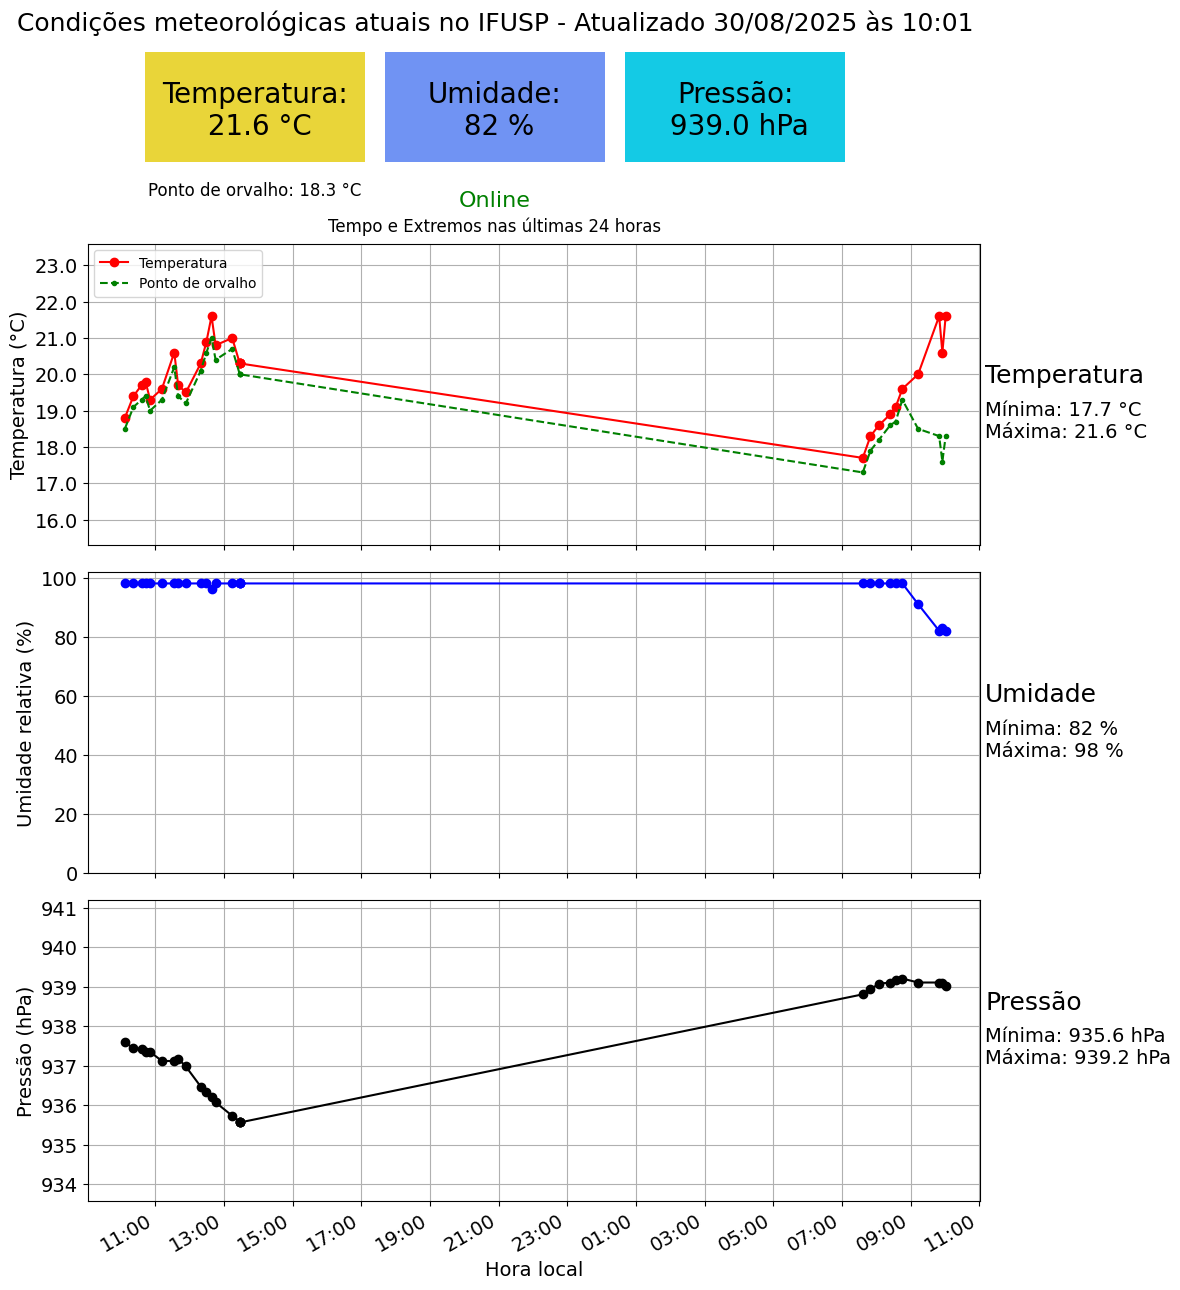 Condições meteorológicas atuais no IFUSP - Atualizado 30/08/2025 às 10:01
Temperatura:
21.6 °C
Umidade:
82 %
Pressão:
939.0 hPa
Ponto de orvalho: 18.3 °C
Online
Tempo e Extremos nas últimas 24 horas
Temperatura
Ponto de orvalho
Temperatura (°C)
23.0
22.0
21.0
20.0
19.0
18.0
17.0
16.0
Temperatura
Mínima: 17.7 °C
Máxima: 21.6 °C
Umidade relativa (%)
100
80
60
40
20
0
Umidade
Mínima: 82 %
Máxima: 98 %
Pressão (hPa)
941
940
939
938
937
936
935
934
Pressão
Mínima: 935.6 hPa
Máxima: 939.2 hPa
11:00
13:00
15:00
17:00
19:00
21:00
23:00
01:00
03:00
05:00
07:00
09:00
11:00
Hora local